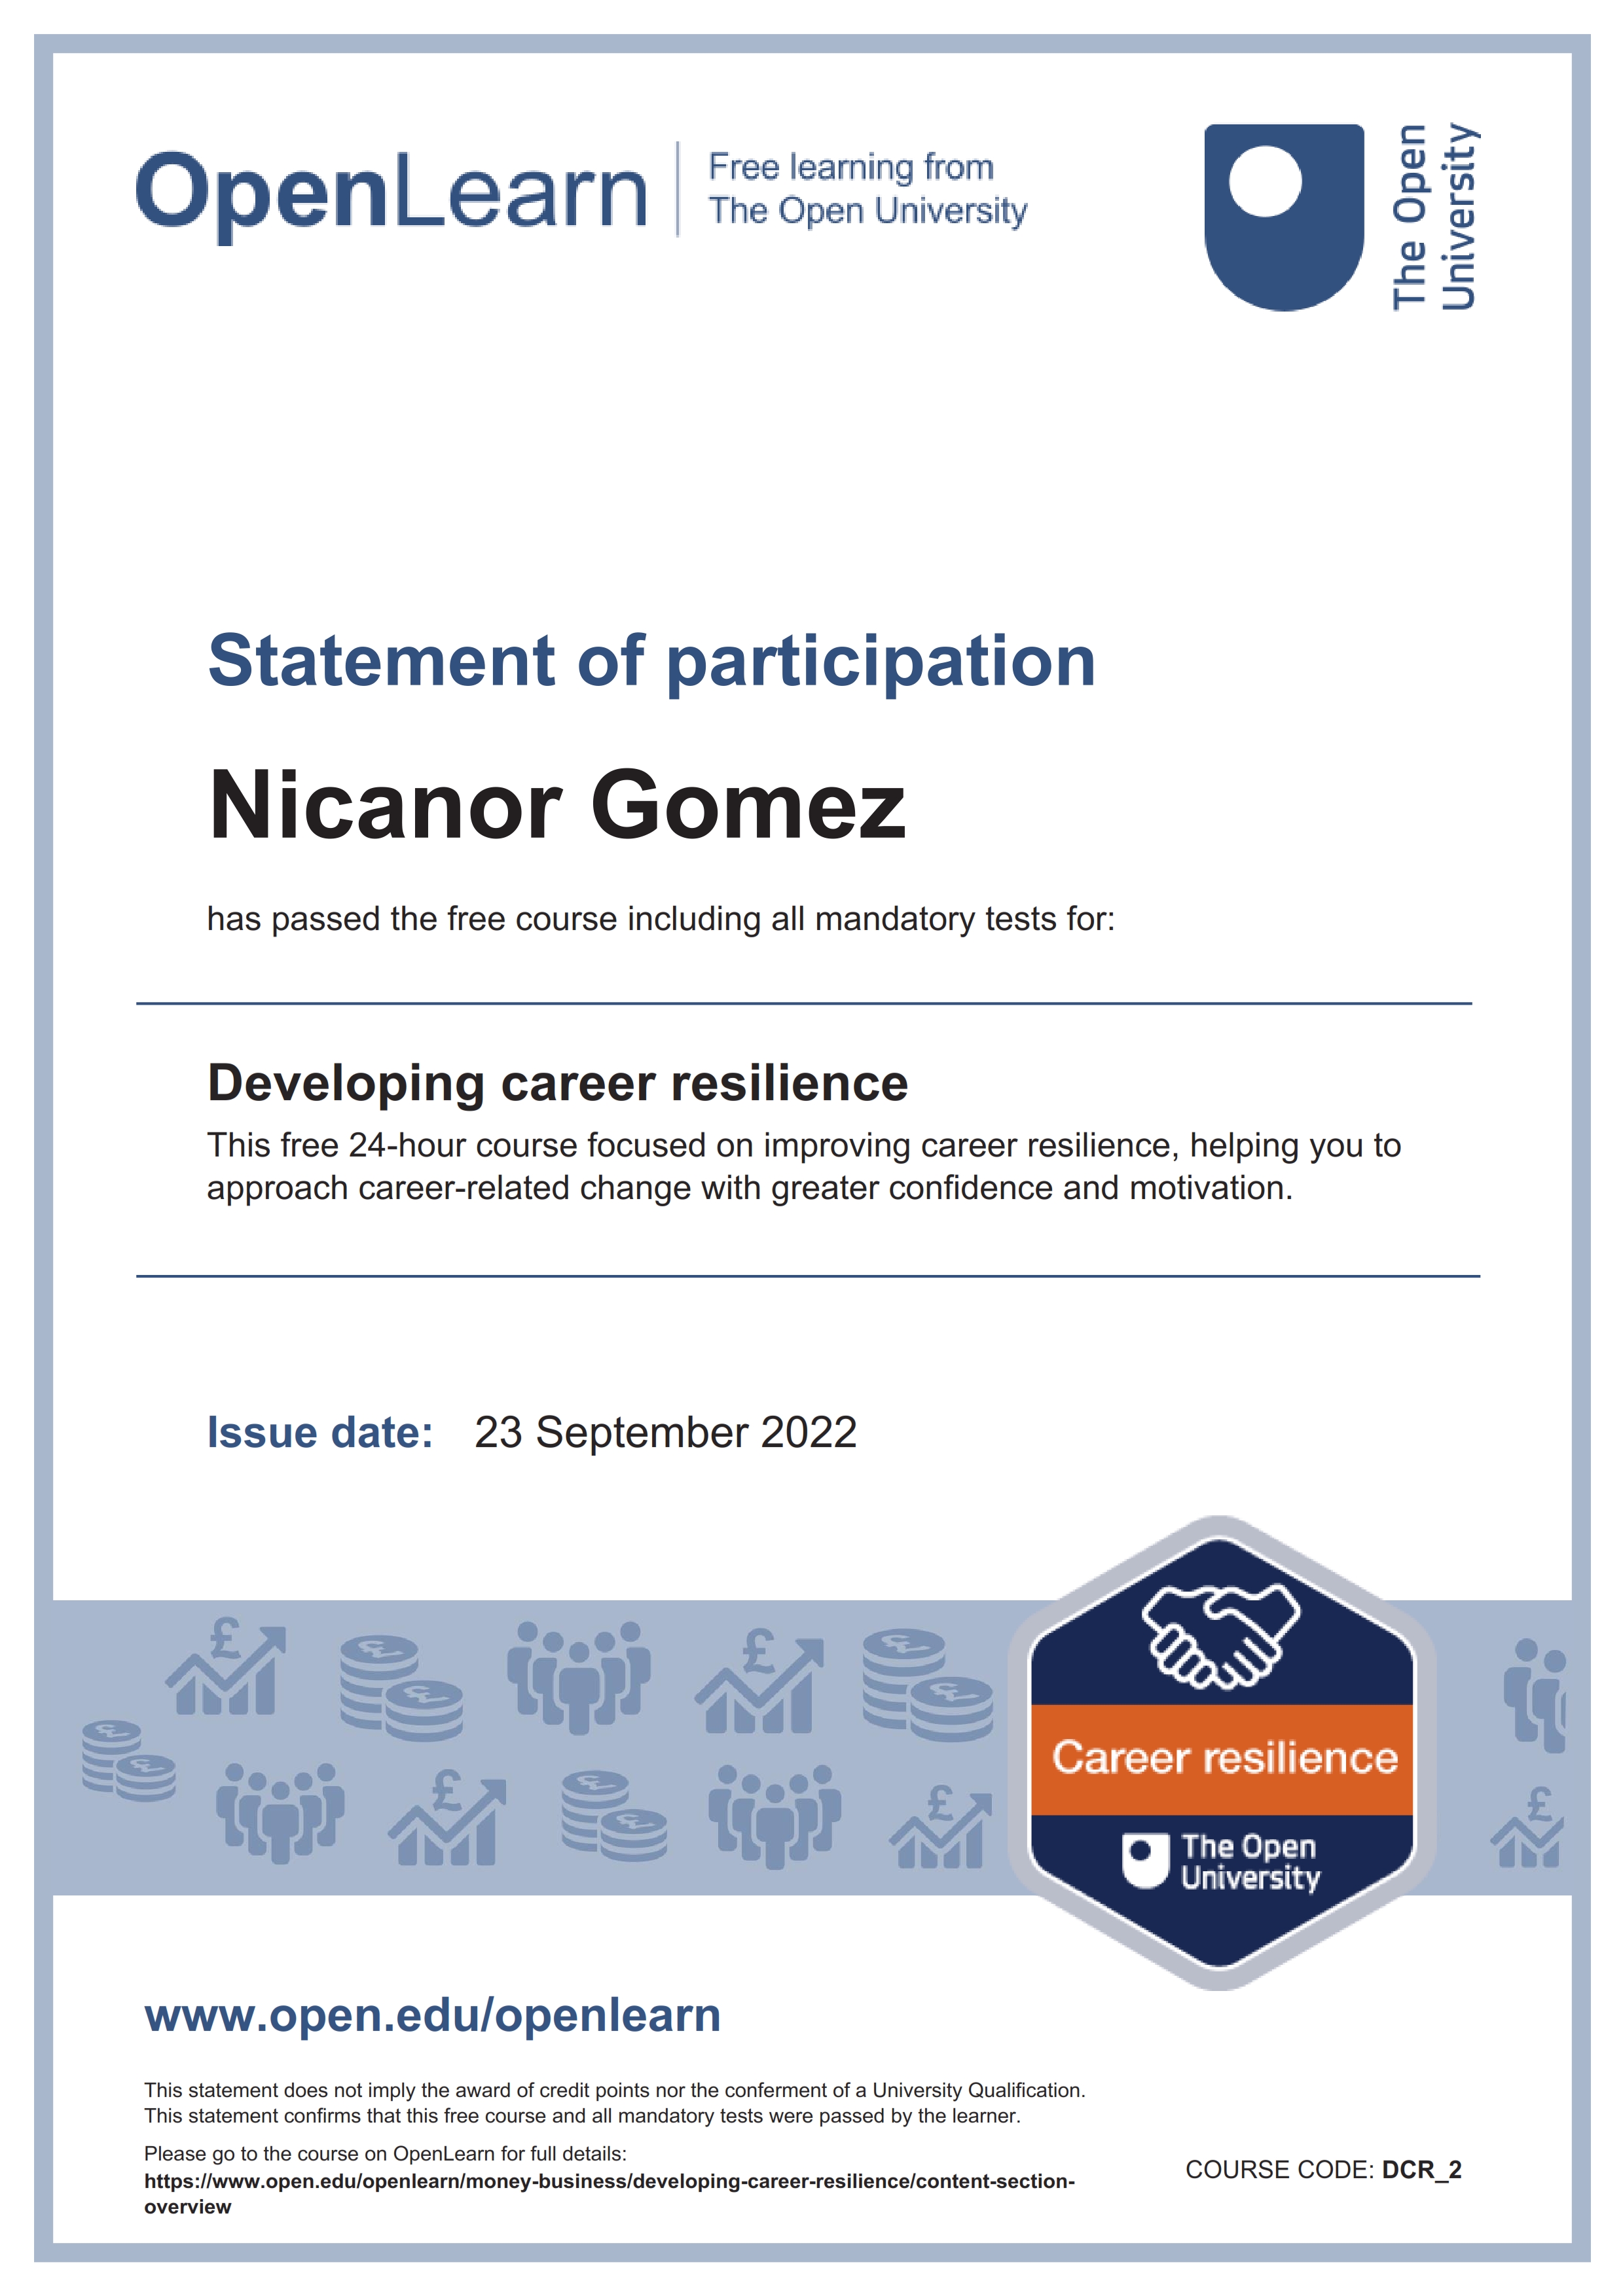 OpenLearn
Free learning from
The Open University
The Open
University
Statement of participation
Nicanor Gomez
has passed the free course including all mandatory tests for:
Developing career resilience
This free 24-hour course focused on improving career resilience, helping you to
approach career-related change with greater confidence and motivation.
Issue date: 23 September 2022
£
£
£
£
£
£
Career resilience
The Open
University
www.open.edu/openlearn
This statement does not imply the award of credit points nor the conferment of a University Qualification.
This statement confirms that this free course and all mandatory tests were passed by the learner.
Please go to the course on OpenLearn for full details:
https://www.open.edu/openlearn/money-business/developing-career-resilience/content-section-
overview
COURSE CODE: DCR_2